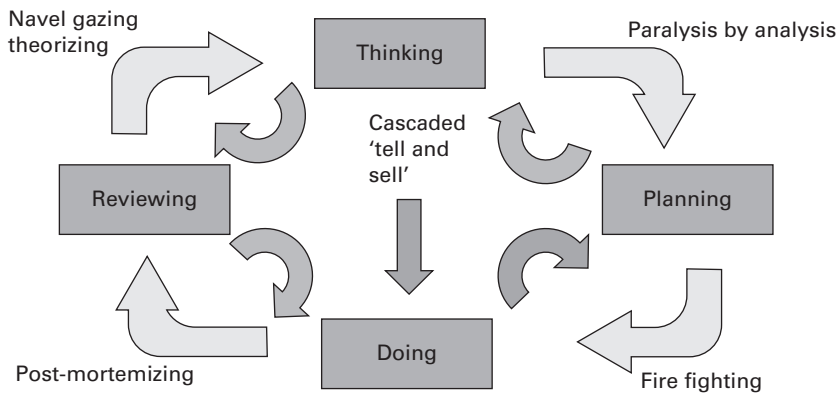 Navel gazing
theorizing
Thinking
Paralysis by analysis
Cascaded
‘tell and
sell’
Reviewing
Planning
Doing
Post-mortemizing
Fire fighting